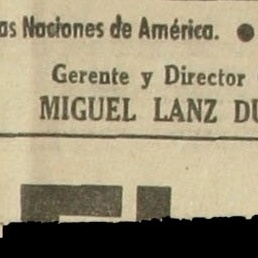 as Naciones de América. ●
Gerente y Director
MIGUEL LANZ DU